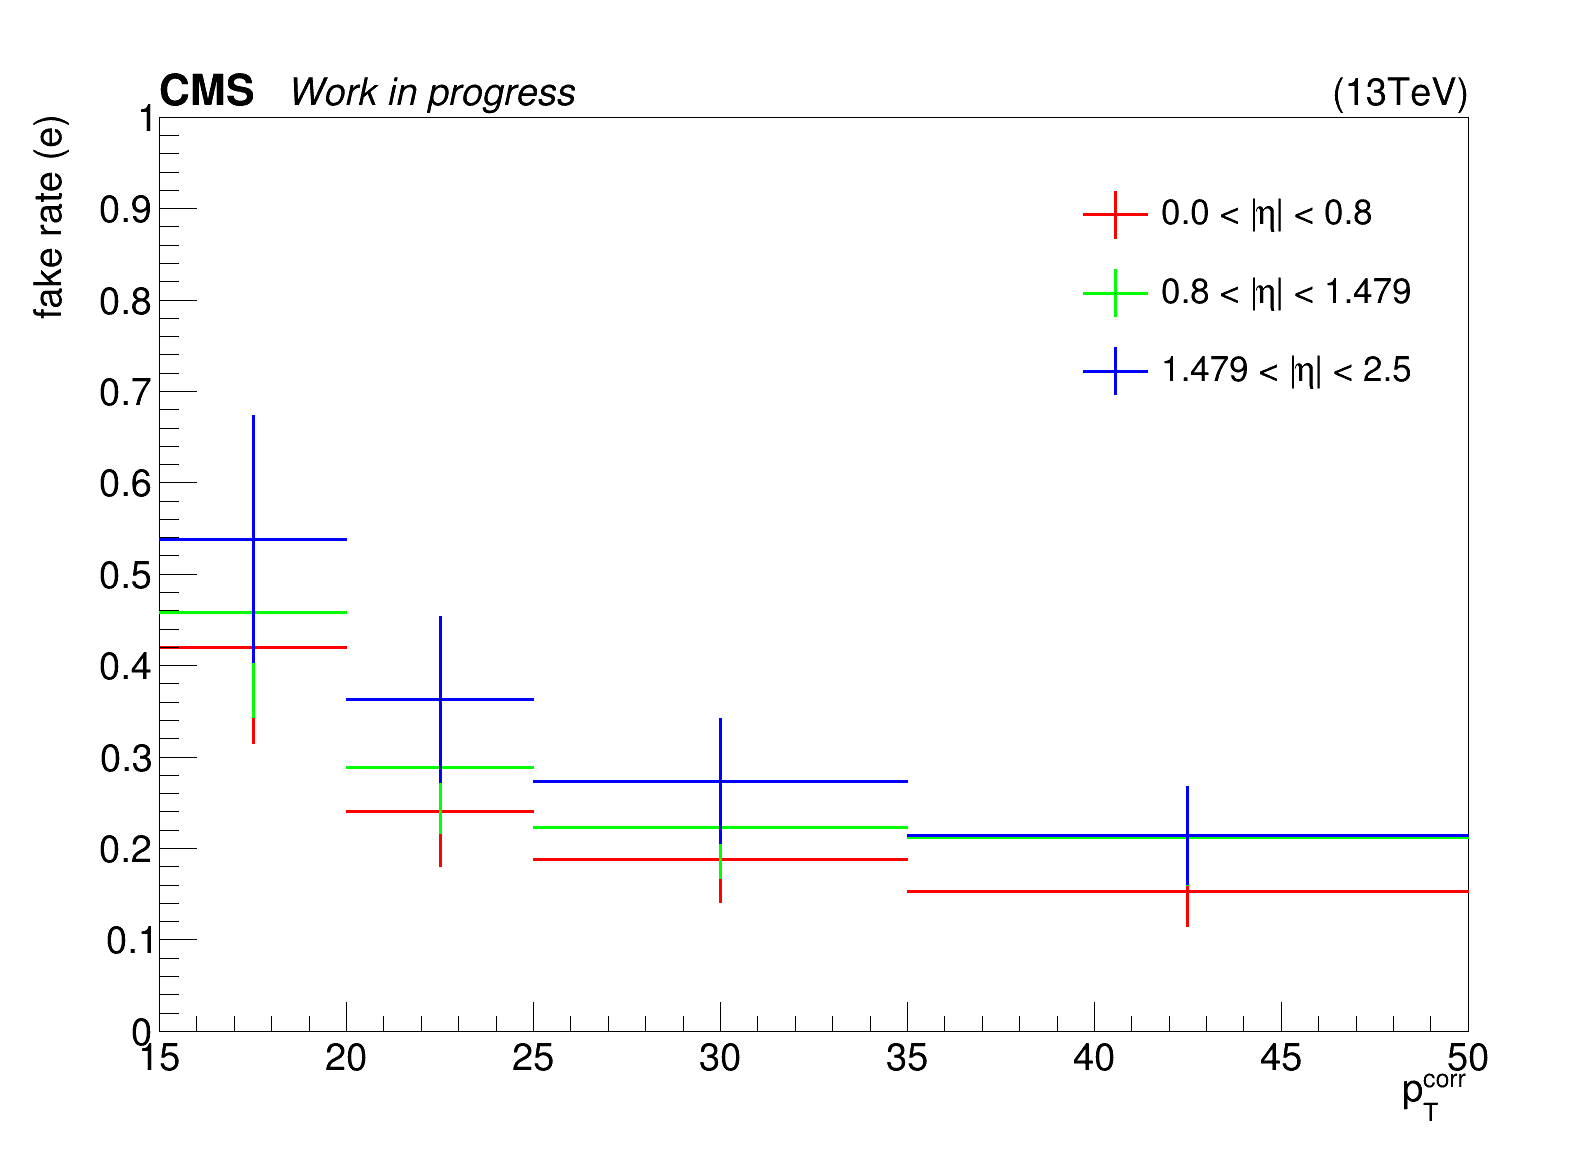 CMS Work in progress (13TeV)
fake rate (e)
1
0.9
0.8
0.7
0.6
0.5
0.4
0.3
0.2
0.1
0
0.0 < |η| < 0.8
0.8 < |η| < 1.479
1.479 < |η| < 2.5
15 20 25 30 35 40 45 50
p_T^corr